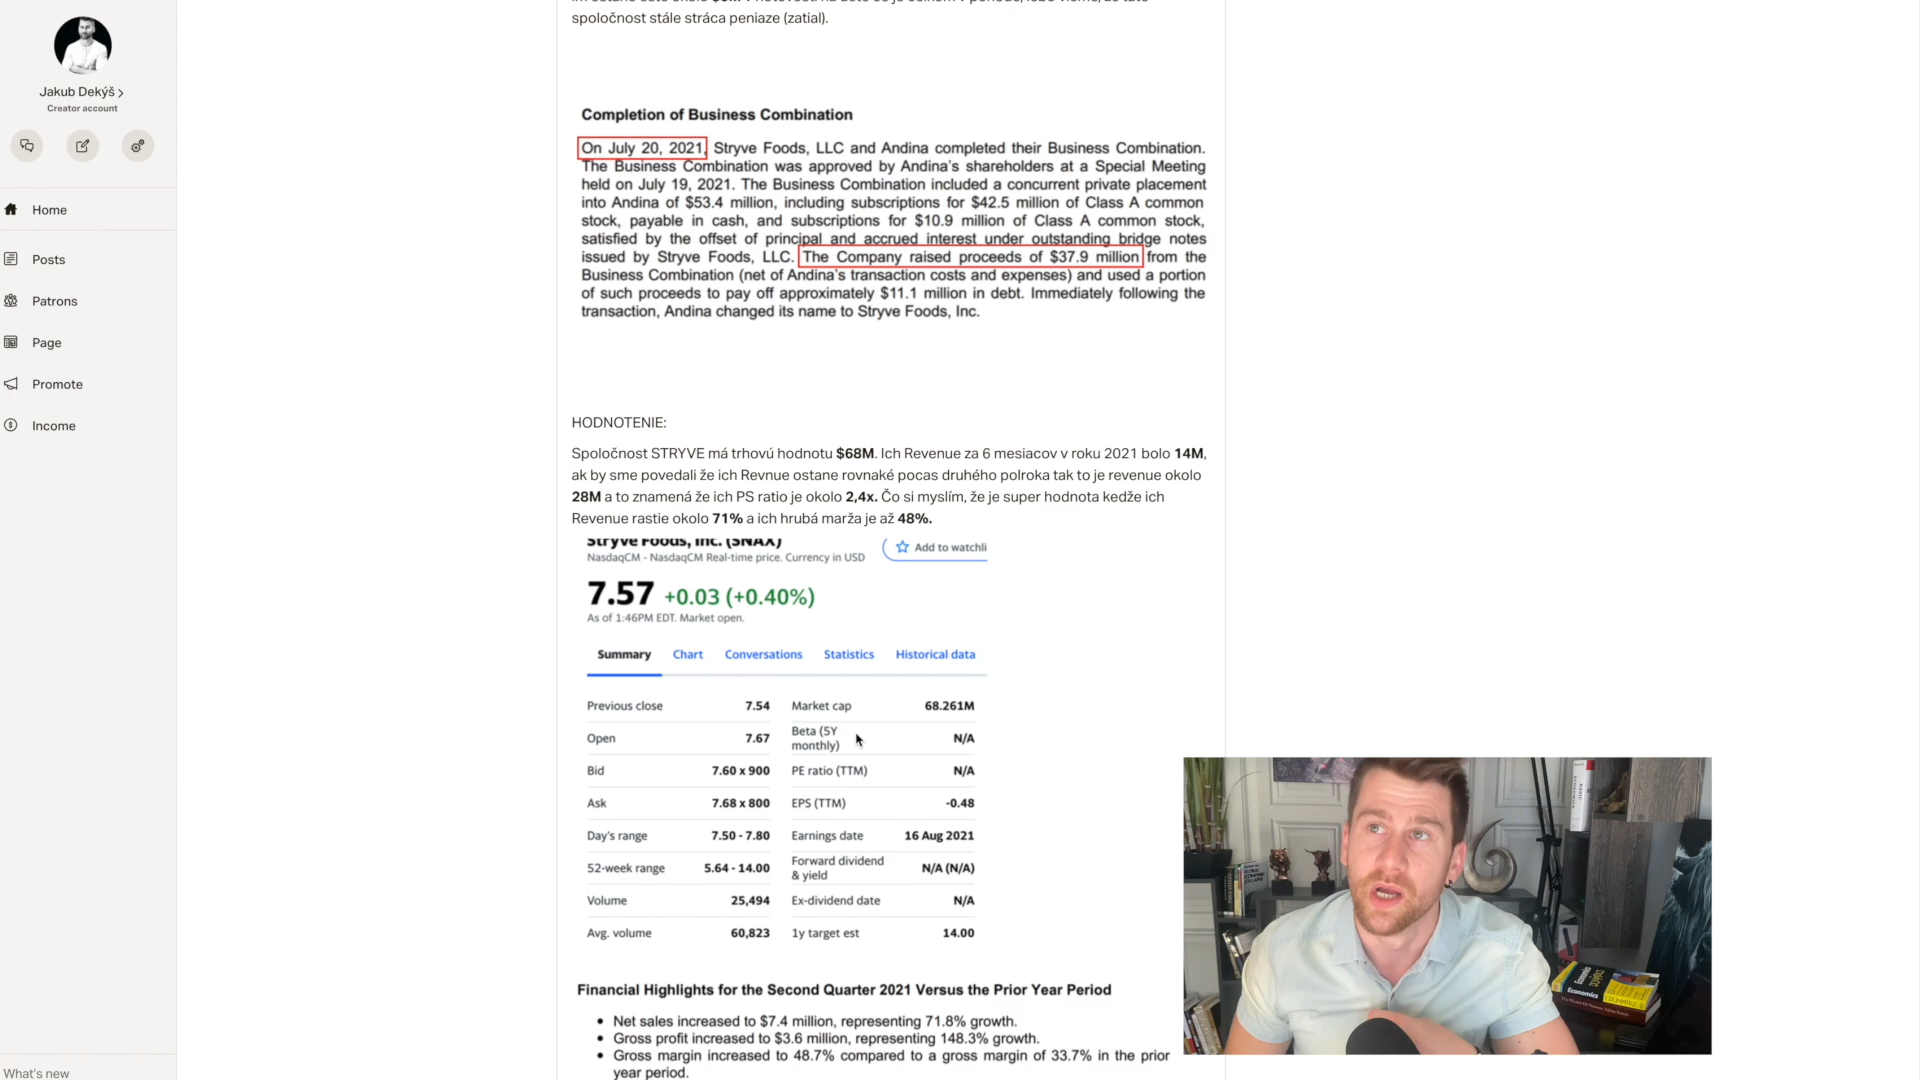 spoločnosť stále stráca peniaze (zatial).
Jakub Dekýš
Creator account
Home
Posts
Patrons
Page
Promote
Income
What's new
Completion of Business Combination
On July 20, 2021, Stryve Foods, LLC and Andina completed their Business Combination.
The Business Combination was approved by Andina's shareholders at a Special Meeting
held on July 19, 2021. The Business Combination included a concurrent private placement
into Andina of $53.4 million, including subscriptions for $42.5 million of Class A common
stock, payable in cash, and subscriptions for $10.9 million of Class A common stock,
satisfied by the offset of principal and accrued interest under outstanding bridge notes
issued by Stryve Foods, LLC. The Company raised proceeds of $37.9 million from the
Business Combination (net of Andina's transaction costs and expenses) and used a portion
of such proceeds to pay off approximately $11.1 million in debt. Immediately following the
transaction, Andina changed its name to Stryve Foods, Inc.
HODNOTENIE:
Spoločnosť STRYVE má trhovú hodnotu $68M. Ich Revenue za 6 mesiacov v roku 2021 bolo 14M,
ak by sme povedali že ich Revnue ostane rovnaké pocas druhého polroka tak to je revenue okolo
28M a to znamená že ich PS ratio je okolo 2,4x. Čo si myslím, že je super hodnota kedže ich
Revenue rastie okolo 71% a ich hrubá marža je až 48%.
Stryve Foods, Inc. (SNAX)
Add to watchli
NasdaqCM - NasdaqCM Real-time price. Currency in USD
7.57 +0.03 (+0.40%)
As of 1:46PM EDT. Market open.
Summary Chart Conversations Statistics Historical data
Previous close 7.54 Market cap 68.261M
Open 7.67 Beta (5Y monthly) N/A
Bid 7.60 x 900 PE ratio (TTM) N/A
Ask 7.68 x 800 EPS (TTM) -0.48
Day's range 7.50 - 7.80 Earnings date 16 Aug 2021
52-week range 5.64 - 14.00 Forward dividend & yield N/A (N/A)
Volume 25,494 Ex-dividend date N/A
Avg. volume 60,823 1y target est 14.00
Financial Highlights for the Second Quarter 2021 Versus the Prior Year Period
• Net sales increased to $7.4 million, representing 71.8% growth.
• Gross profit increased to $3.6 million, representing 148.3% growth.
• Gross margin increased to 48.7% compared to a gross margin of 33.7% in the prior
year period.
Economics